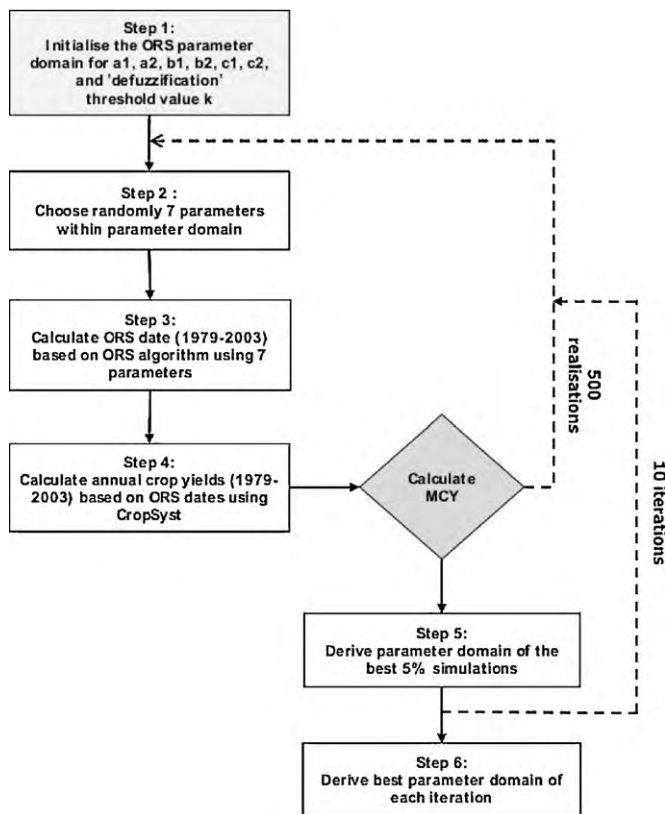 Step 1:
Initialise the ORS parameter
domain for a1, a2, b1, b2, c1, c2,
and 'defuzzification'
threshold value k
Step 2 :
Choose randomly 7 parameters
within parameter domain
Step 3:
Calculate ORS date (1979-2003)
based on ORS algorithm using 7
parameters
Step 4:
Calculate annual crop yields (1979-
2003) based on ORS dates using
CropSyst
Calculate
MCY
500
realisations
10 iterations
Step 5:
Derive parameter domain of the
best 5% simulations
Step 6:
Derive best parameter domain of
each iteration